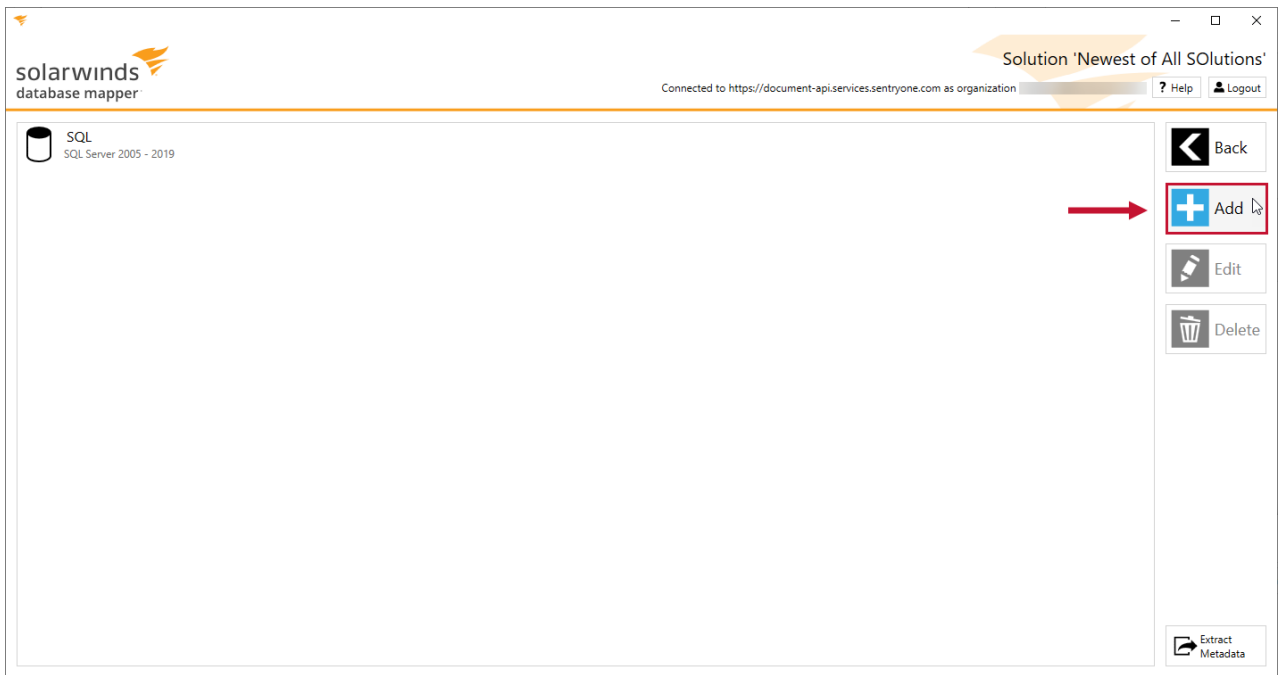 solarwinds
database mapper
Solution 'Newest of All SOlutions'
Connected to https://document-api.services.sentryone.com as organization
? Help
Logout
SQL
SQL Server 2005 - 2019
Back
Add
Edit
Delete
Extract
Metadata